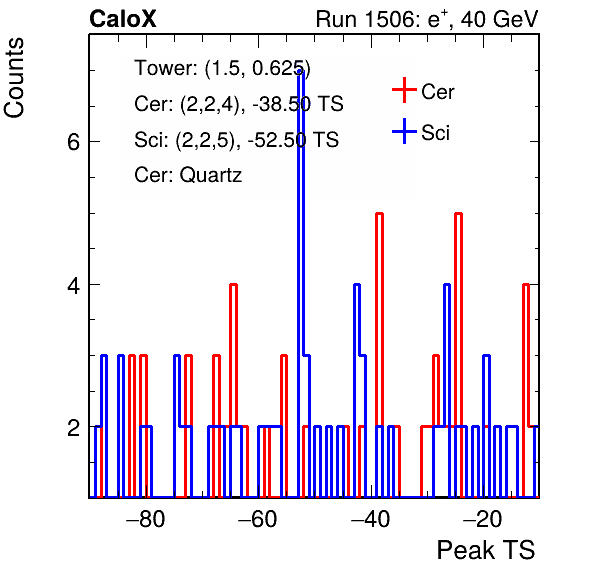 CaloX Run 1506: e⁺, 40 GeV
Counts
Tower: (1.5, 0.625)
Cer: (2,2,4), -38.50 TS
Sci: (2,2,5), -52.50 TS
Cer: Quartz
Cer
Sci
6
4
2
−80 −60 −40 −20
Peak TS